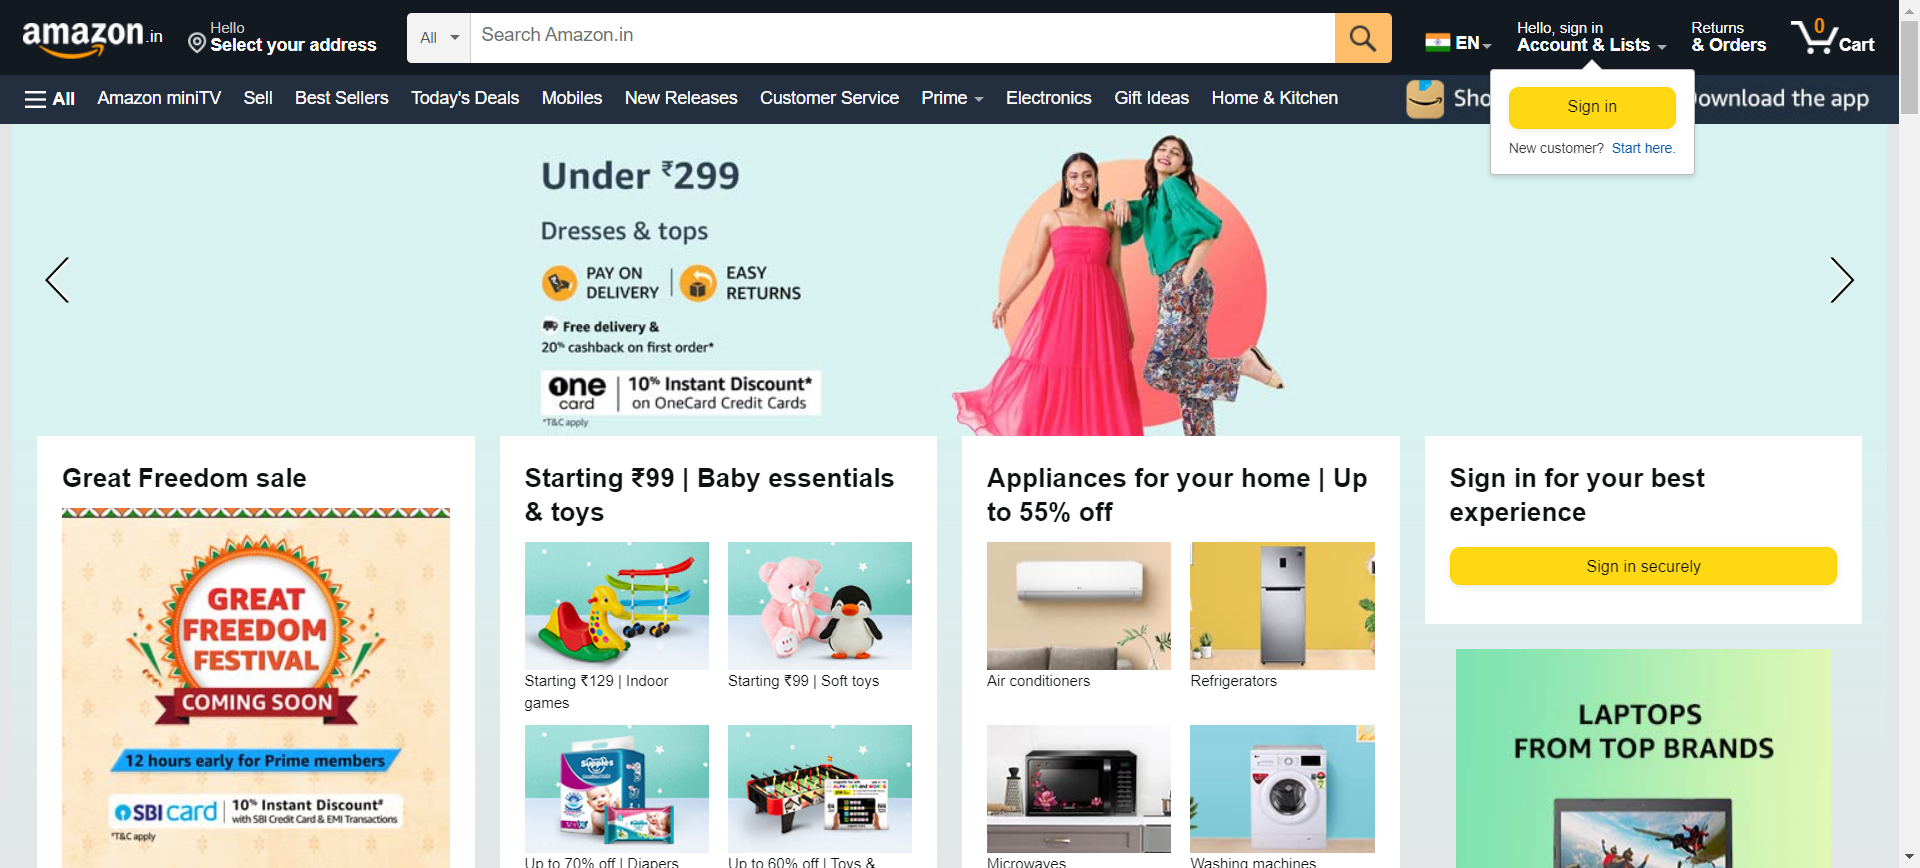 amazon.in
Hello
Select your address
All
Search Amazon.in
EN
Hello, sign in
Account & Lists
Returns
& Orders
0
Cart
All
Amazon miniTV
Sell
Best Sellers
Today's Deals
Mobiles
New Releases
Customer Service
Prime
Electronics
Gift Ideas
Home & Kitchen
Sho
ownload the app
Sign in
New customer? Start here.
Under ₹299
Dresses & tops
PAY ON
DELIVERY
EASY
RETURNS
Free delivery &
20% cashback on first order*
one
card
10% Instant Discount*
on OneCard Credit Cards
*T&C apply
Great Freedom sale
GREAT
FREEDOM
FESTIVAL
COMING SOON
12 hours early for Prime members
SBI card
10% Instant Discount*
with SBI Credit Card & EMI Transactions
*T&C apply
Starting ₹99 | Baby essentials
& toys
Starting ₹129 | Indoor
games
Starting ₹99 | Soft toys
Supples
Up to 70% off | Diapers
Up to 60% off | Toys &
Appliances for your home | Up
to 55% off
Air conditioners
Refrigerators
Microwaves
Washing machines
Sign in for your best
experience
Sign in securely
LAPTOPS
FROM TOP BRANDS